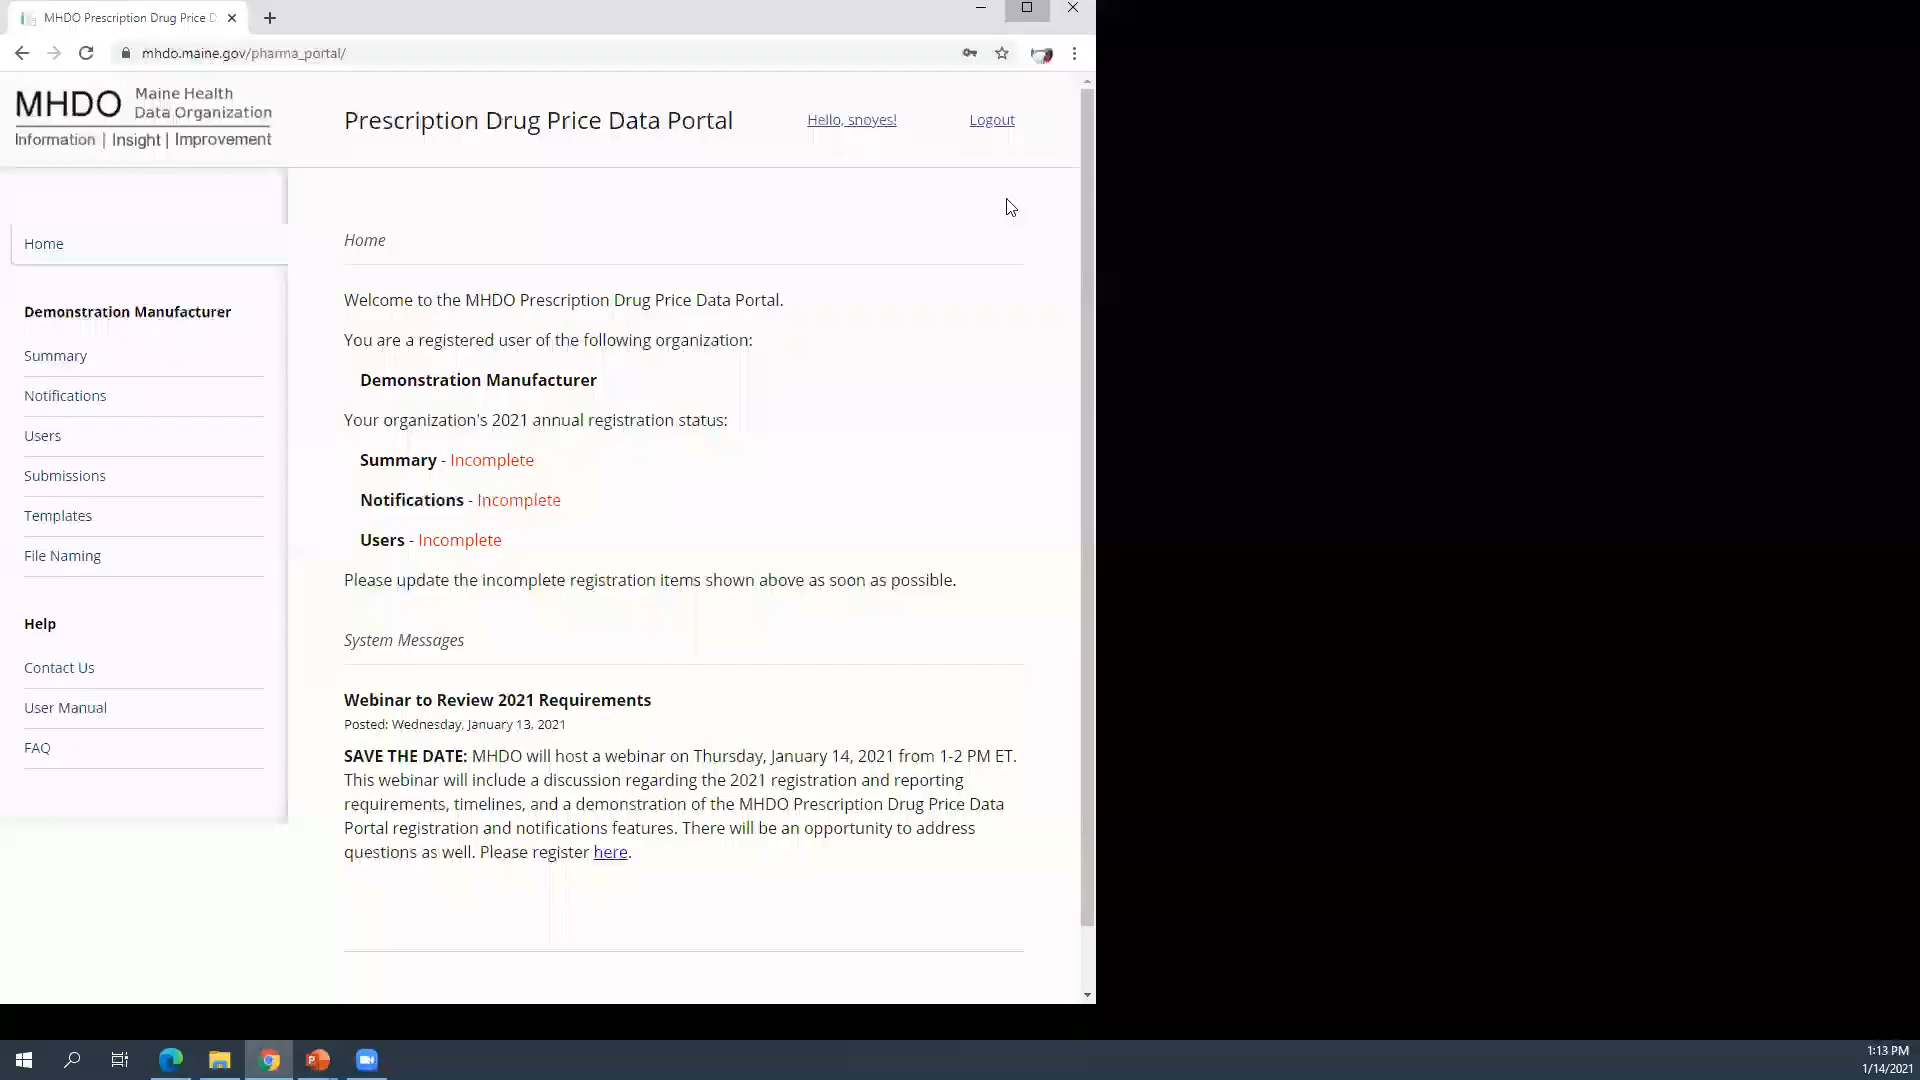 MHDO Prescription Drug Price D
mhdo.maine.gov/pharma_portal/
MHDO
Maine Health
Data Organization
Information | Insight | Improvement
Prescription Drug Price Data Portal
Hello, snoyes!
Logout
Home
Demonstration Manufacturer
Summary
Notifications
Users
Submissions
Templates
File Naming
Help
Contact Us
User Manual
FAQ
Home
Welcome to the MHDO Prescription Drug Price Data Portal.
You are a registered user of the following organization:
Demonstration Manufacturer
Your organization's 2021 annual registration status:
Summary - Incomplete
Notifications - Incomplete
Users - Incomplete
Please update the incomplete registration items shown above as soon as possible.
System Messages
Webinar to Review 2021 Requirements
Posted: Wednesday, January 13, 2021
SAVE THE DATE: MHDO will host a webinar on Thursday, January 14, 2021 from 1-2 PM ET.
This webinar will include a discussion regarding the 2021 registration and reporting
requirements, timelines, and a demonstration of the MHDO Prescription Drug Price Data
Portal registration and notifications features. There will be an opportunity to address
questions as well. Please register here.
1:13 PM
1/14/2021